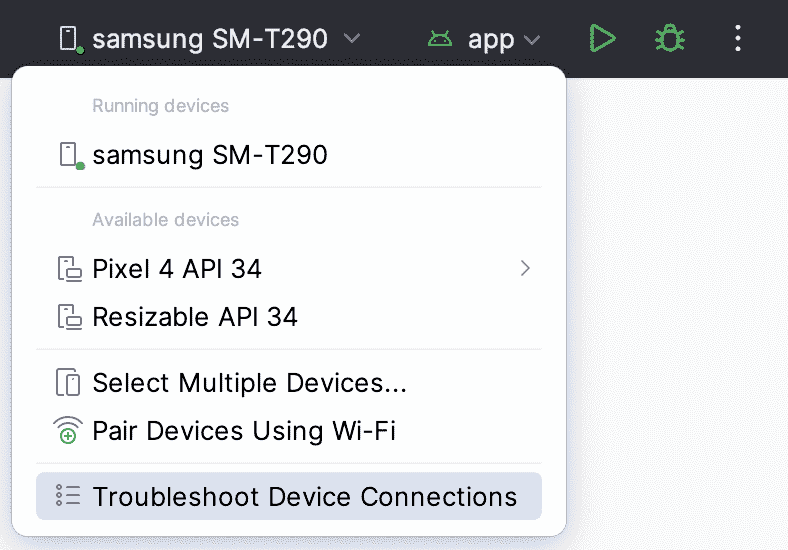 samsung SM-T290
app
Running devices
samsung SM-T290
Available devices
Pixel 4 API 34
Resizable API 34
Select Multiple Devices...
Pair Devices Using Wi-Fi
Troubleshoot Device Connections